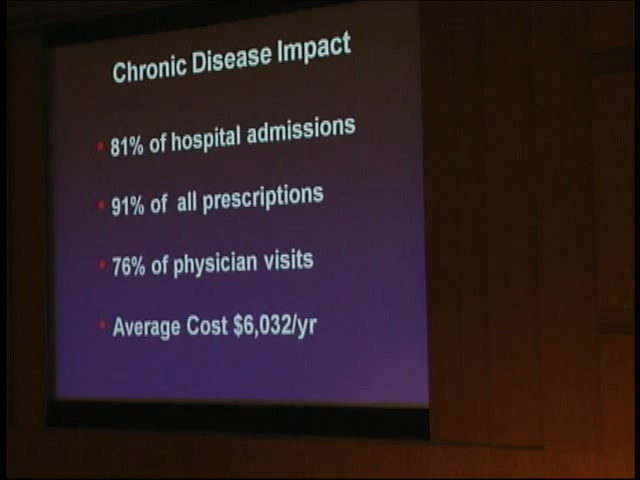 Chronic Disease Impact
• 81% of hospital admissions
• 91% of all prescriptions
• 76% of physician visits
• Average Cost $6,032/yr